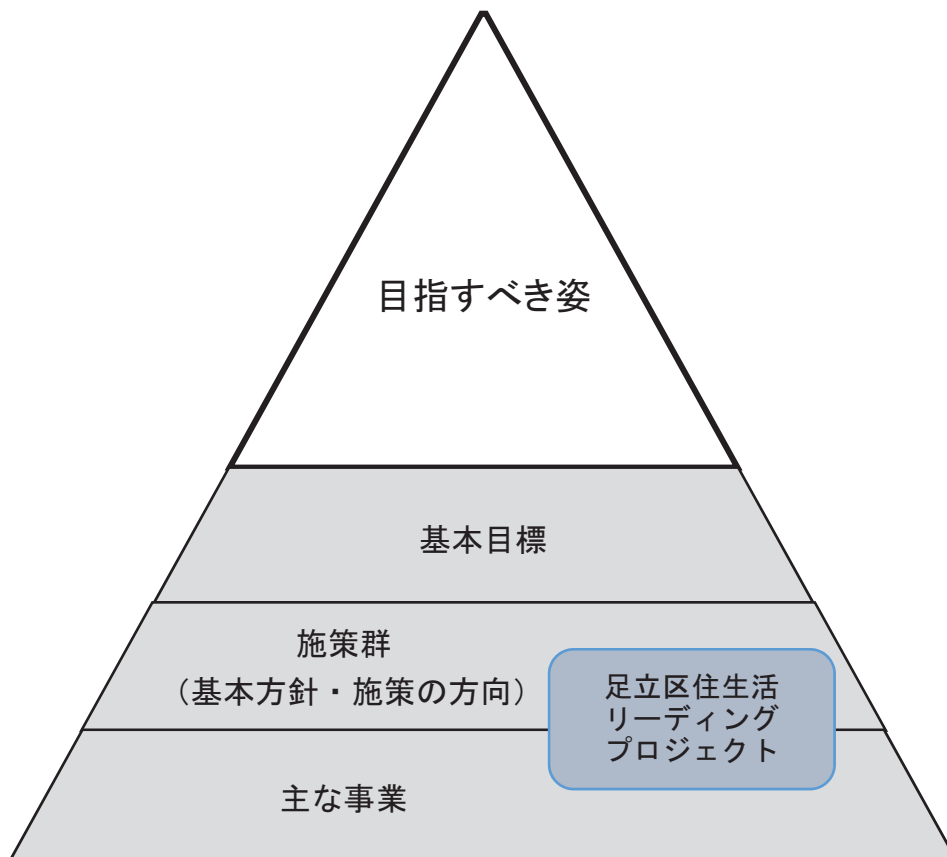 目指すべき姿
基本目標
施策群
（基本方針・施策の方向）
足立区住生活
リーディング
プロジェクト
主な事業